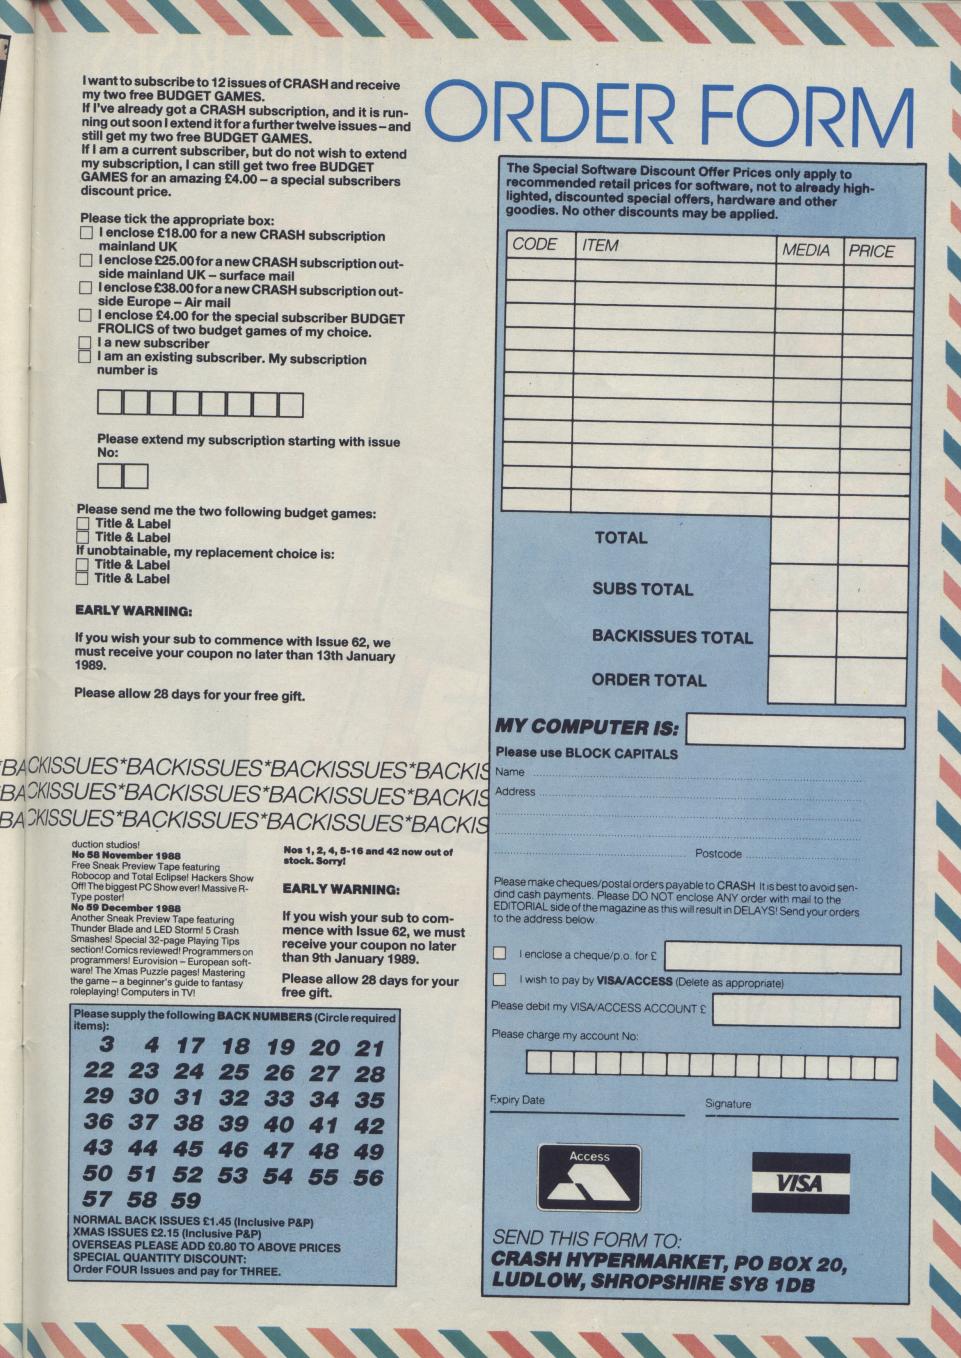 I want to subscribe to 12 issues of CRASH and receive
my two free BUDGET GAMES.
If I've already got a CRASH subscription, and it is run-
ning out soon I extend it for a further twelve issues – and
still get my two free BUDGET GAMES.
If I am a current subscriber, but do not wish to extend
my subscription, I can still get two free BUDGET
GAMES for an amazing £4.00 – a special subscribers
discount price.
Please tick the appropriate box:
I enclose £18.00 for a new CRASH subscription
mainland UK
I enclose £25.00 for a new CRASH subscription out-
side mainland UK – surface mail
I enclose £38.00 for a new CRASH subscription out-
side Europe – Air mail
I enclose £4.00 for the special subscriber BUDGET
FROLICS of two budget games of my choice.
I a new subscriber
I am an existing subscriber. My subscription
number is
Please extend my subscription starting with issue
No:
Please send me the two following budget games:
Title & Label
Title & Label
If unobtainable, my replacement choice is:
Title & Label
Title & Label
EARLY WARNING:
If you wish your sub to commence with Issue 62, we
must receive your coupon no later than 13th January
1989.
Please allow 28 days for your free gift.
*BACKISSUES*BACKISSUES*BACKISSUES*BACKIS
BACKISSUES*BACKISSUES*BACKISSUES*BACKIS
BACKISSUES*BACKISSUES*BACKISSUES*BACKIS
duction studios!
No 58 November 1988
Free Sneak Preview Tape featuring
Robocop and Total Eclipse! Hackers Show
Off! The biggest PC Show ever! Massive R-
Type poster!
No 59 December 1988
Another Sneak Preview Tape featuring
Thunder Blade and LED Storm! 5 Crash
Smashes! Special 32-page Playing Tips
section! Comics reviewed! Programmers on
programmers! Eurovision – European soft-
ware! The Xmas Puzzle pages! Mastering
the game – a beginner's guide to fantasy
roleplaying! Computers in TV!
Nos 1, 2, 4, 5-16 and 42 now out of
stock. Sorry!
EARLY WARNING:
If you wish your sub to com-
mence with Issue 62, we must
receive your coupon no later
than 9th January 1989.
Please allow 28 days for your
free gift.
Please supply the following BACK NUMBERS (Circle required
items):
3 4 17 18 19 20 21
22 23 24 25 26 27 28
29 30 31 32 33 34 35
36 37 38 39 40 41 42
43 44 45 46 47 48 49
50 51 52 53 54 55 56
57 58 59
NORMAL BACK ISSUES £1.45 (Inclusive P&P)
XMAS ISSUES £2.15 (Inclusive P&P)
OVERSEAS PLEASE ADD £0.80 TO ABOVE PRICES
SPECIAL QUANTITY DISCOUNT:
Order FOUR Issues and pay for THREE.
ORDER FORM
The Special Software Discount Offer Prices only apply to
recommended retail prices for software, not to already high-
lighted, discounted special offers, hardware and other
goodies. No other discounts may be applied.
CODE ITEM MEDIA PRICE
TOTAL
SUBS TOTAL
BACKISSUES TOTAL
ORDER TOTAL
MY COMPUTER IS:
Please use BLOCK CAPITALS
Name
Address
Postcode
Please make cheques/postal orders payable to CRASH It is best to avoid sen-
dind cash payments. Please DO NOT enclose ANY order with mail to the
EDITORIAL side of the magazine as this will result in DELAYS! Send your orders
to the address below.
I enclose a cheque/p.o. for £
I wish to pay by VISA/ACCESS (Delete as appropriate)
Please debit my VISA/ACCESS ACCOUNT £
Please charge my account No:
Expiry Date Signature
Access
VISA
SEND THIS FORM TO:
CRASH HYPERMARKET, PO BOX 20,
LUDLOW, SHROPSHIRE SY8 1DB